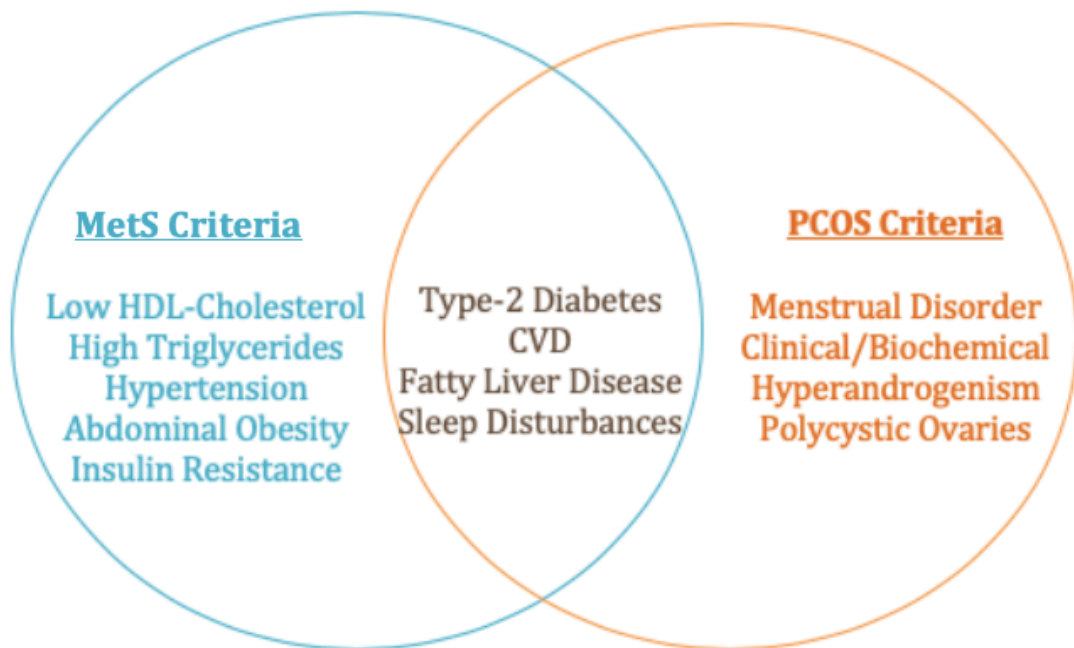 MetS Criteria
Low HDL-Cholesterol
High Triglycerides
Hypertension
Abdominal Obesity
Insulin Resistance
Type-2 Diabetes
CVD
Fatty Liver Disease
Sleep Disturbances
PCOS Criteria
Menstrual Disorder
Clinical/Biochemical
Hyperandrogenism
Polycystic Ovaries